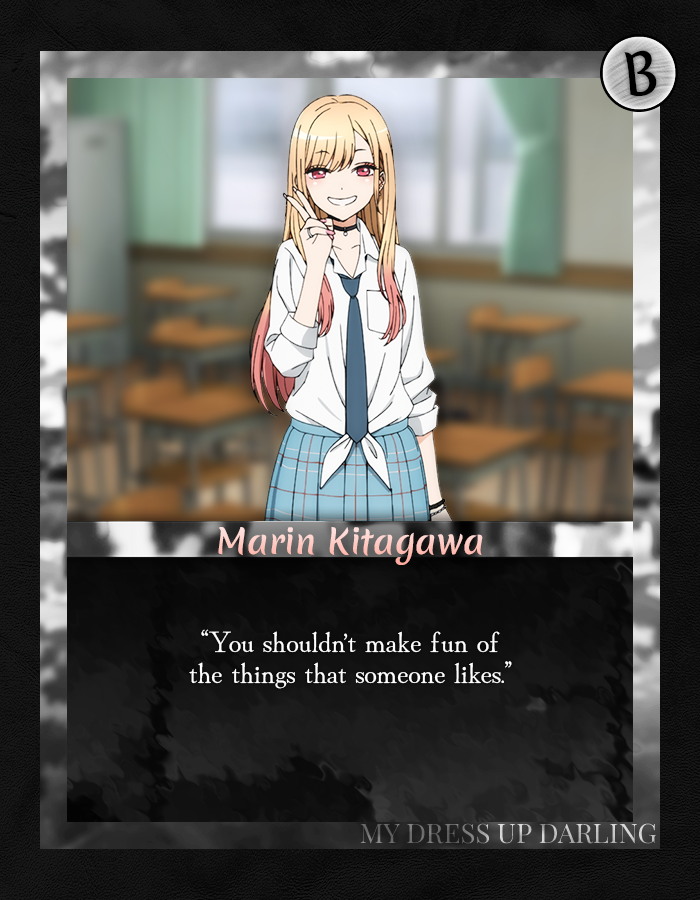 B
Marin Kitagawa
“You shouldn’t make fun of
the things that someone likes.”
MY DRESS UP DARLING